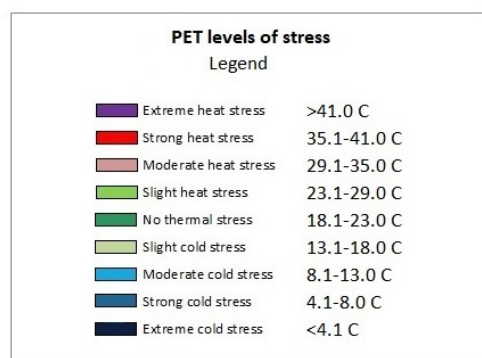 PET levels of stress
Legend
Extreme heat stress >41.0 C
Strong heat stress 35.1-41.0 C
Moderate heat stress 29.1-35.0 C
Slight heat stress 23.1-29.0 C
No thermal stress 18.1-23.0 C
Slight cold stress 13.1-18.0 C
Moderate cold stress 8.1-13.0 C
Strong cold stress 4.1-8.0 C
Extreme cold stress <4.1 C